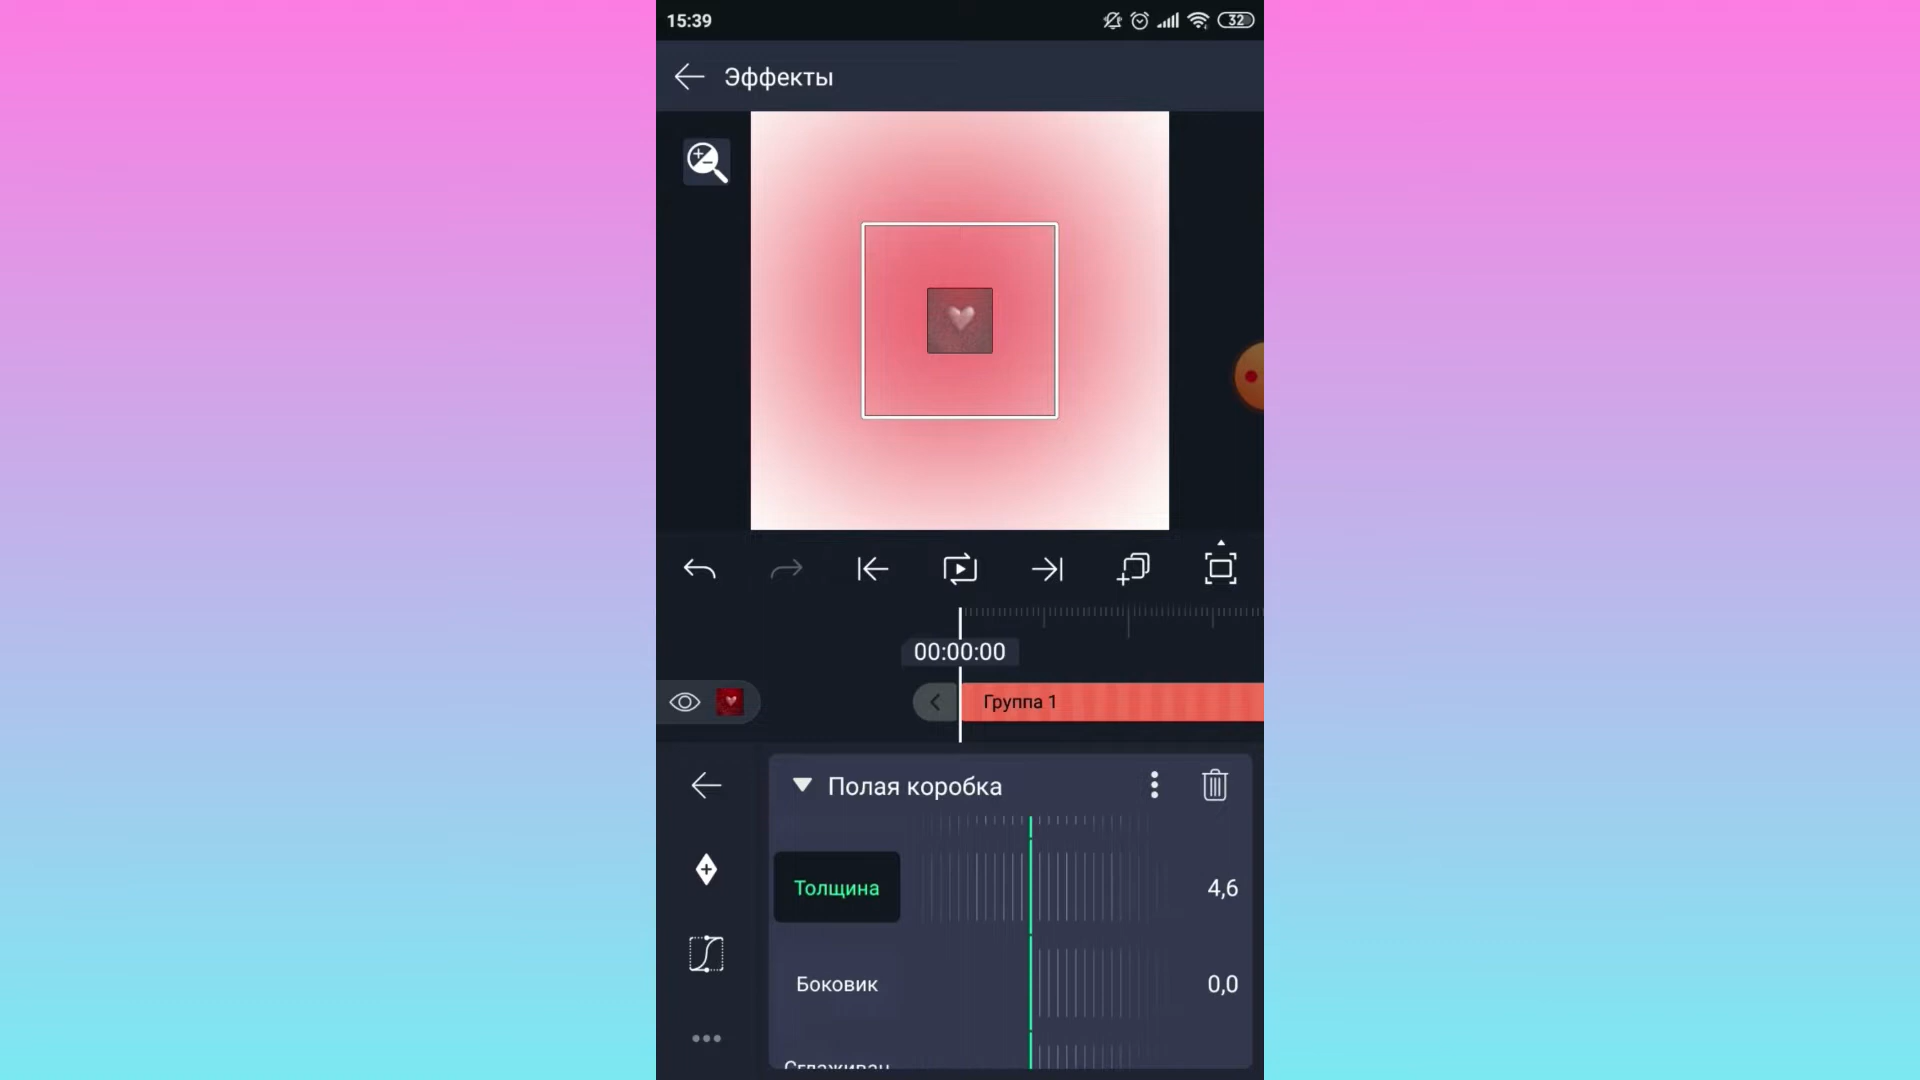 15:39
32
Эффекты
00:00:00
Группа 1
Полая коробка
Толщина
4,6
Боковик
0,0